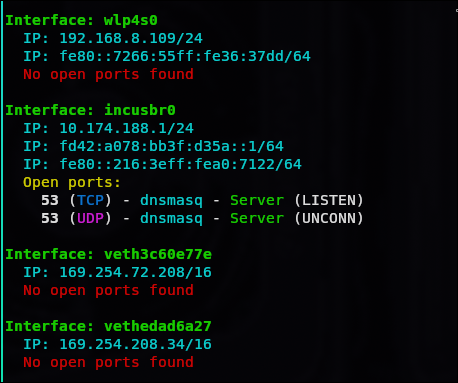 Interface: wlp4s0
IP: 192.168.8.109/24
IP: fe80::7266:55ff:fe36:37dd/64
No open ports found
Interface: incusbr0
IP: 10.174.188.1/24
IP: fd42:a078:bb3f:d35a::1/64
IP: fe80::216:3eff:fea0:7122/64
Open ports:
53 (TCP) - dnsmasq - Server (LISTEN)
53 (UDP) - dnsmasq - Server (UNCONN)
Interface: veth3c60e77e
IP: 169.254.72.208/16
No open ports found
Interface: vethedad6a27
IP: 169.254.208.34/16
No open ports found